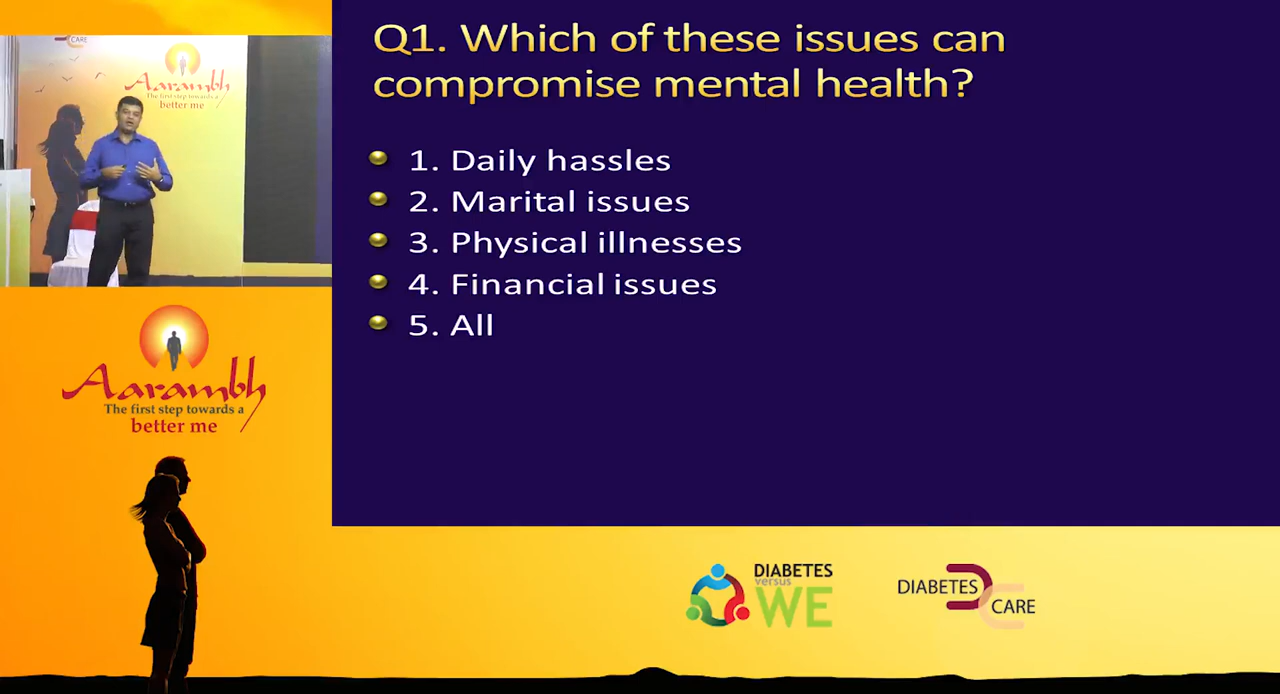 CARE
Aarambh
The first step towards a
better me
Q1. Which of these issues can
compromise mental health?
1. Daily hassles
2. Marital issues
3. Physical illnesses
4. Financial issues
5. All
Aarambh
The first step towards a
better me
DIABETES
versus
WE
DIABETES
CARE